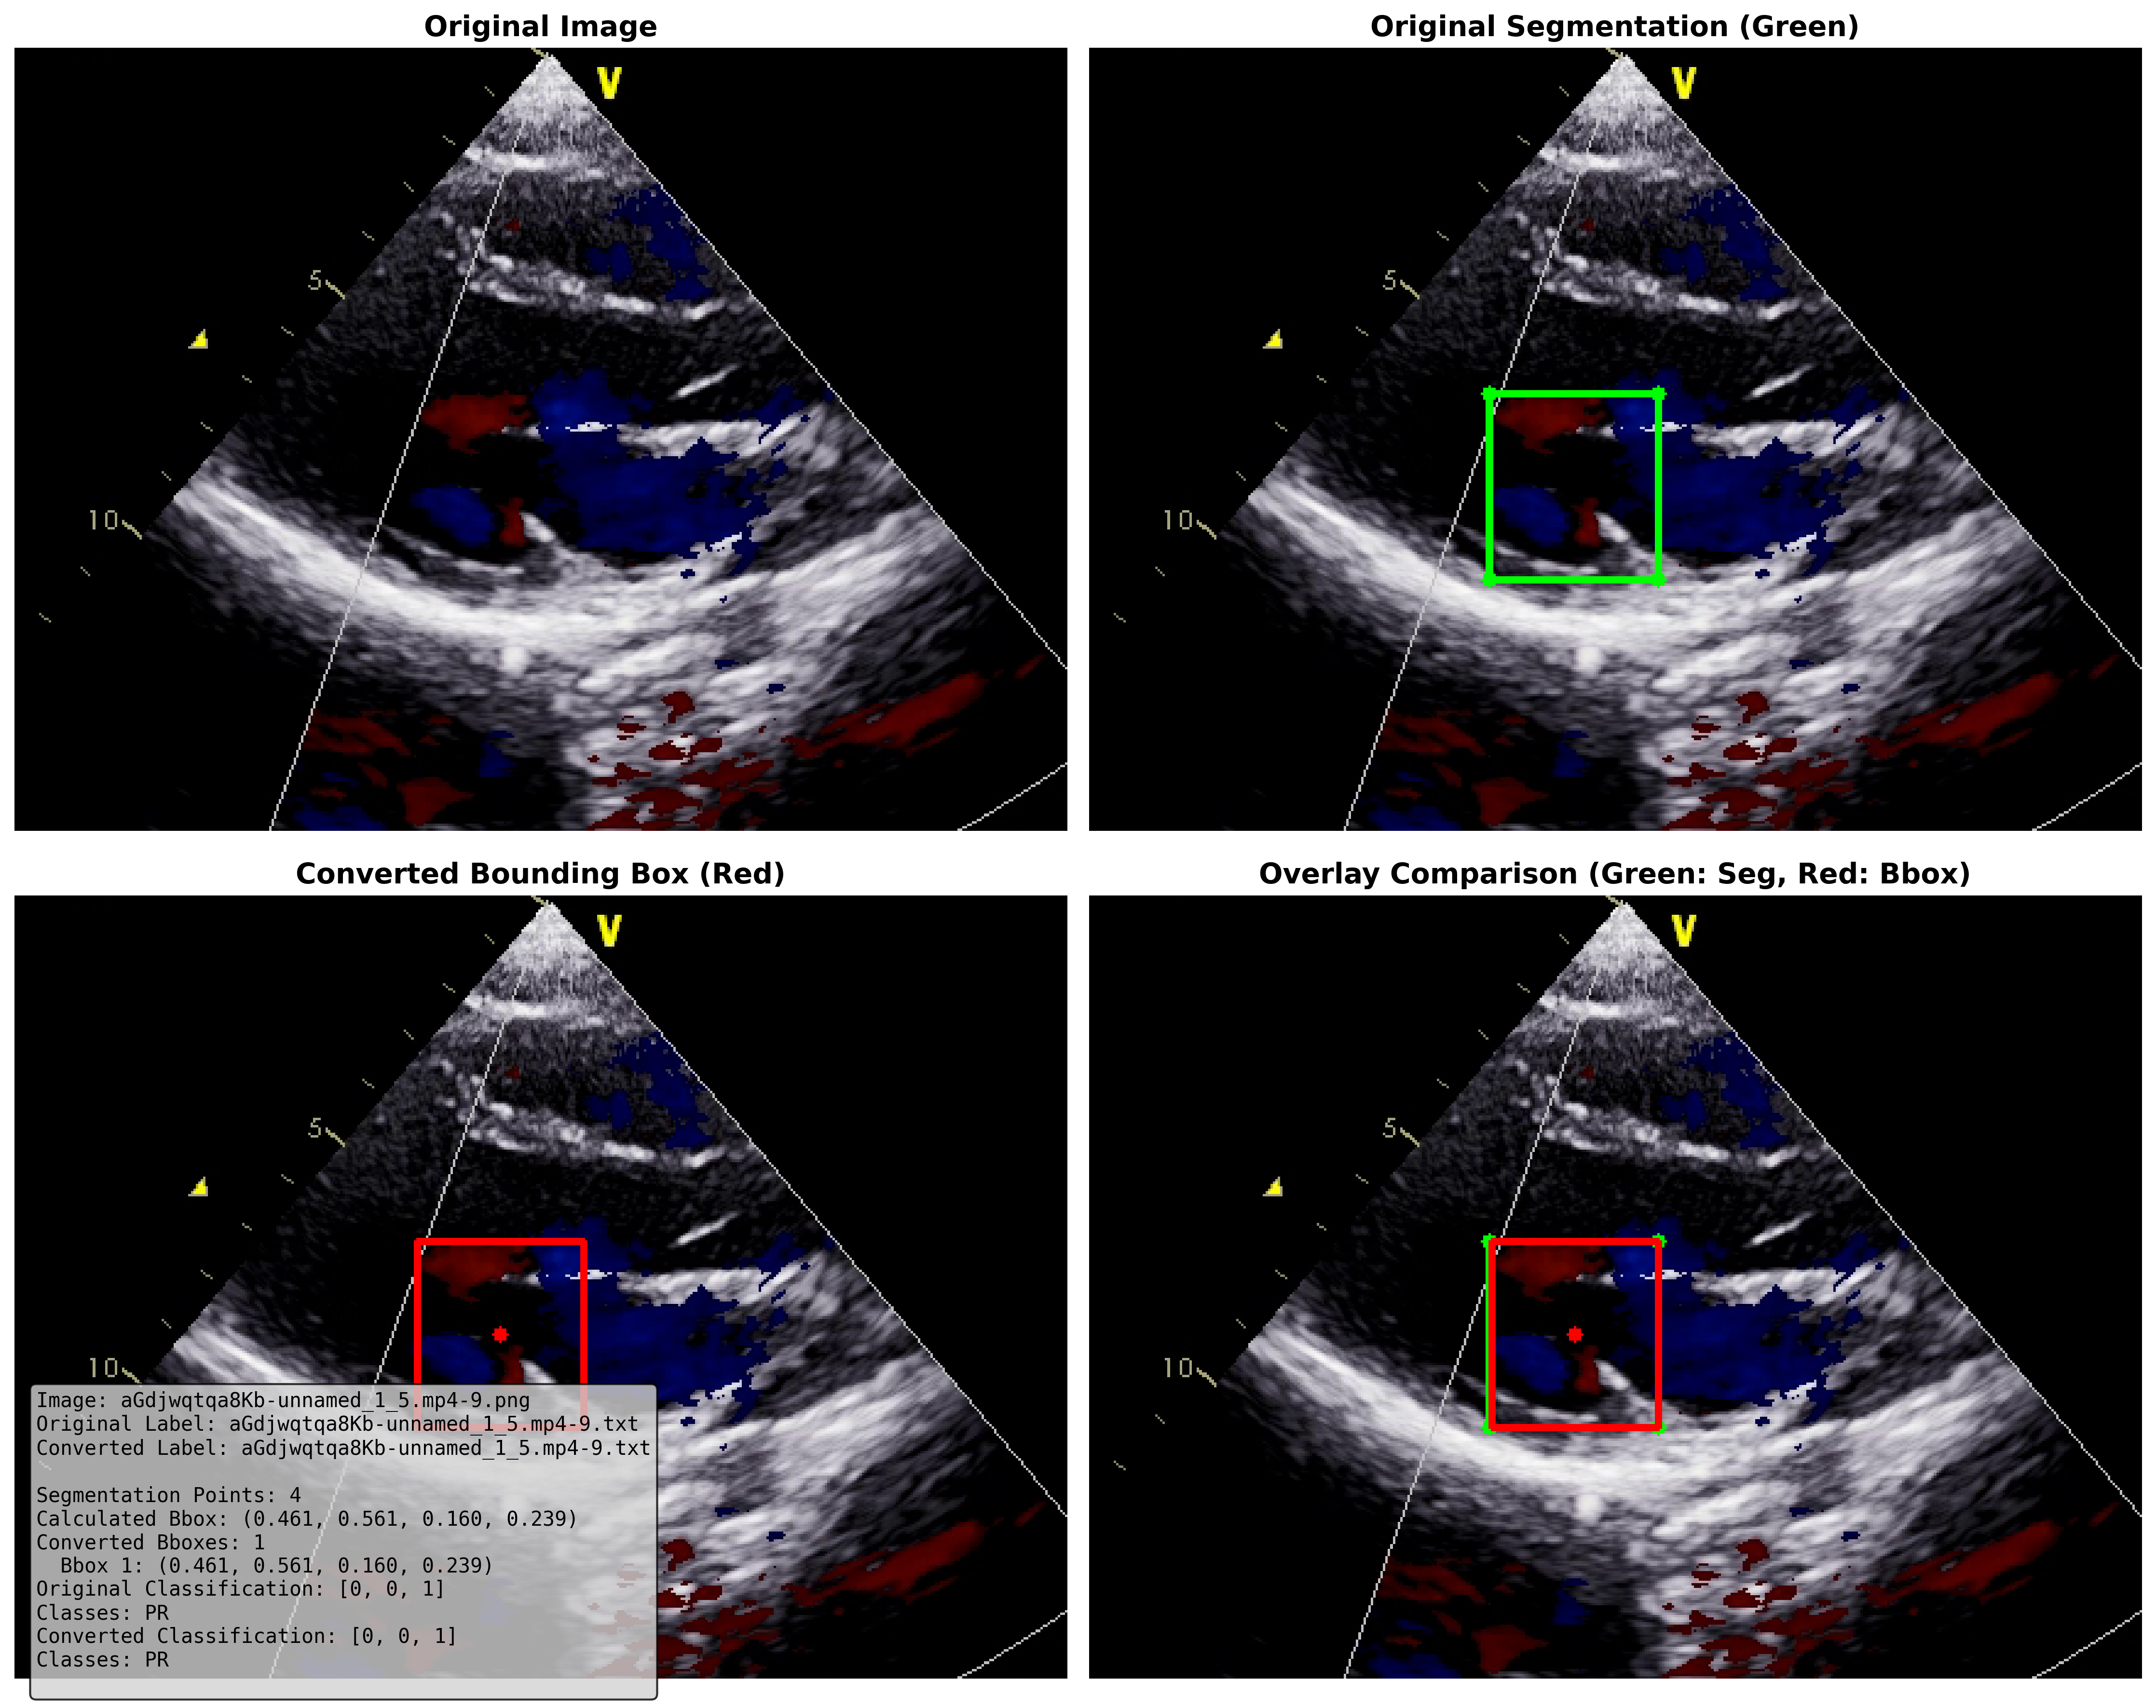 Original Image
Original Segmentation (Green)
V
5
10
V
5
10
Converted Bounding Box (Red)
Overlay Comparison (Green: Seg, Red: Bbox)
V
5
10
V
5
10
Image: aGdjwqtqa8Kb-unnamed_1_5.mp4-9.png
Original Label: aGdjwqtqa8Kb-unnamed_1_5.mp4-9.txt
Converted Label: aGdjwqtqa8Kb-unnamed_1_5.mp4-9.txt
Segmentation Points: 4
Calculated Bbox: (0.461, 0.561, 0.160, 0.239)
Converted Bboxes: 1
Bbox 1: (0.461, 0.561, 0.160, 0.239)
Original Classification: [0, 0, 1]
Classes: PR
Converted Classification: [0, 0, 1]
Classes: PR